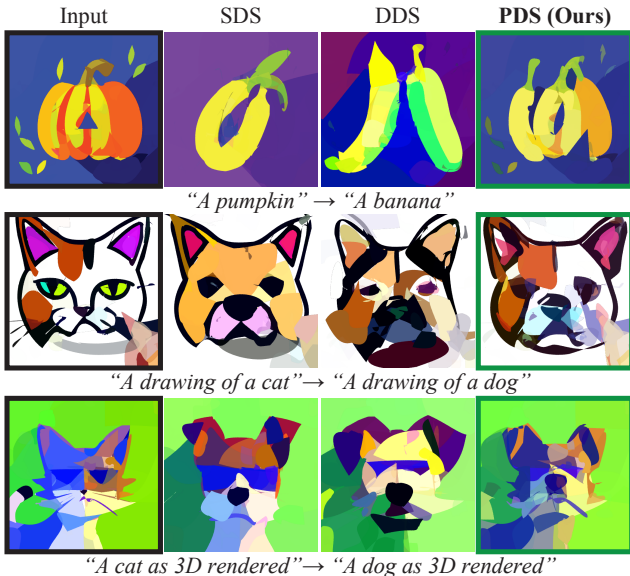 Input SDS DDS PDS (Ours)
“A pumpkin” → “A banana”
“A drawing of a cat”→ “A drawing of a dog”
“A cat as 3D rendered”→ “A dog as 3D rendered”